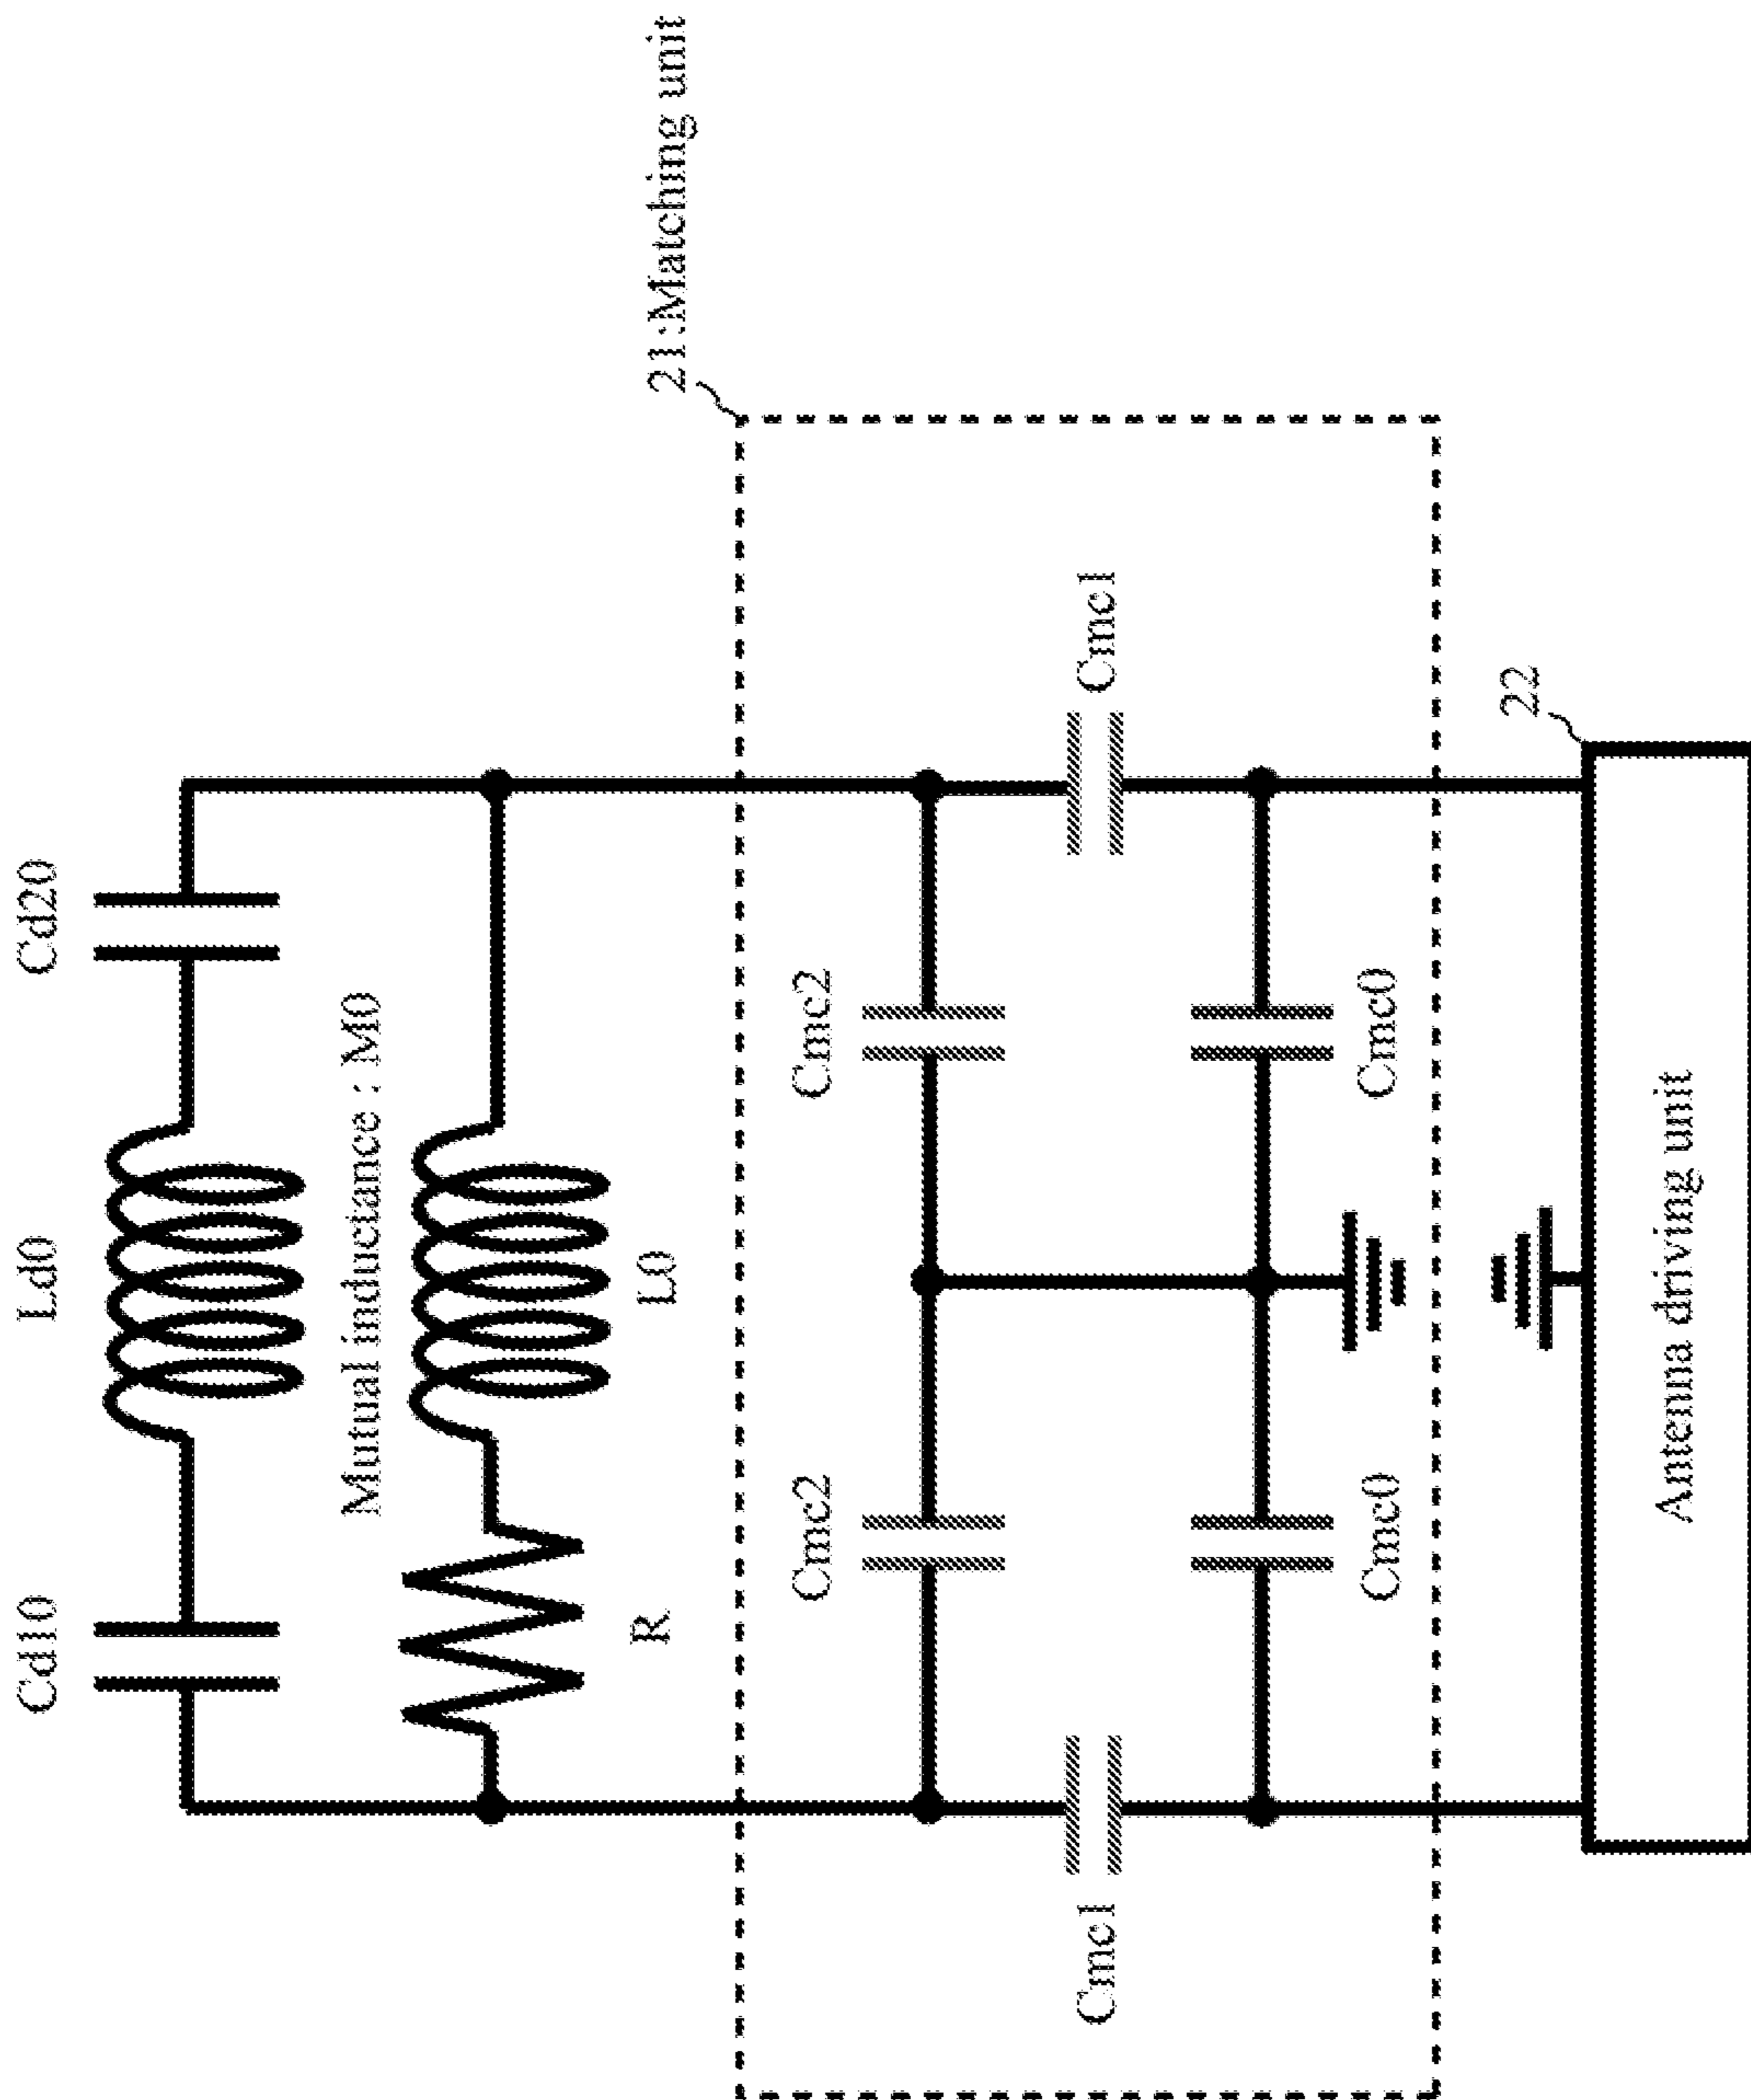 Cd10
Ld0
Cd20
Mutual inductance : M0
R
L0
21:Matching unit
Cmc2
Cmc2
Cmc1
Cmc1
Cmc0
Cmc0
22
Antenna driving unit